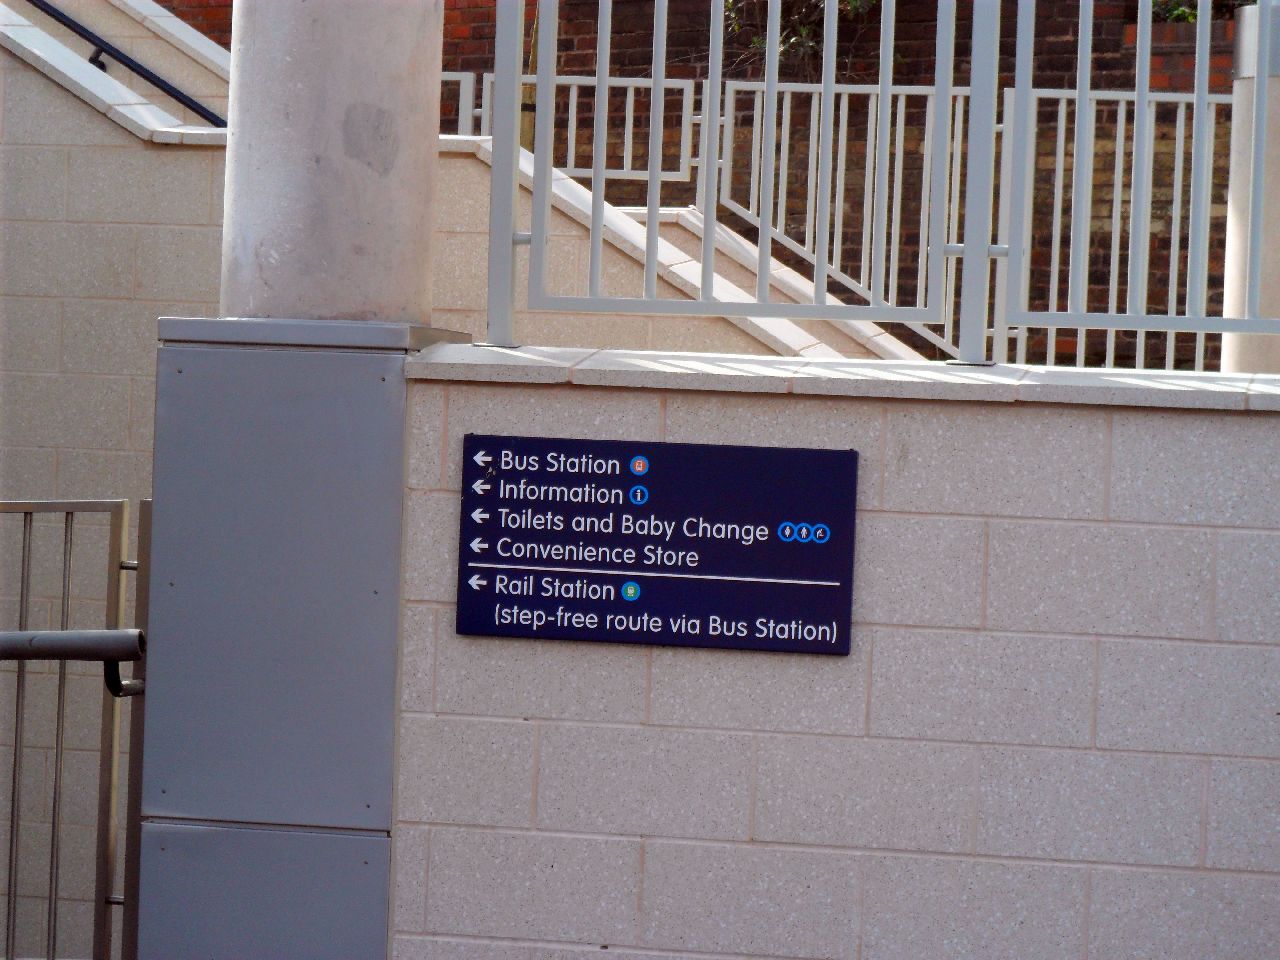 ← Bus Station
← Information i
← Toilets and Baby Change
← Convenience Store
← Rail Station
(step-free route via Bus Station)